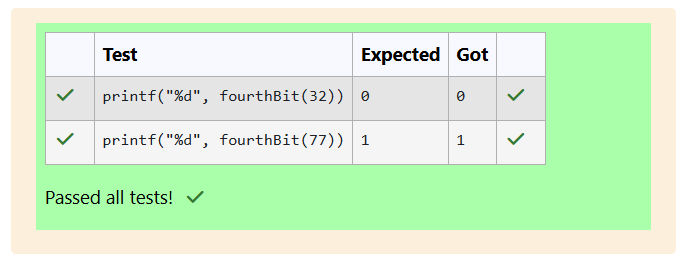 Test Expected Got
printf("%d", fourthBit(32)) 0 0
printf("%d", fourthBit(77)) 1 1
Passed all tests!